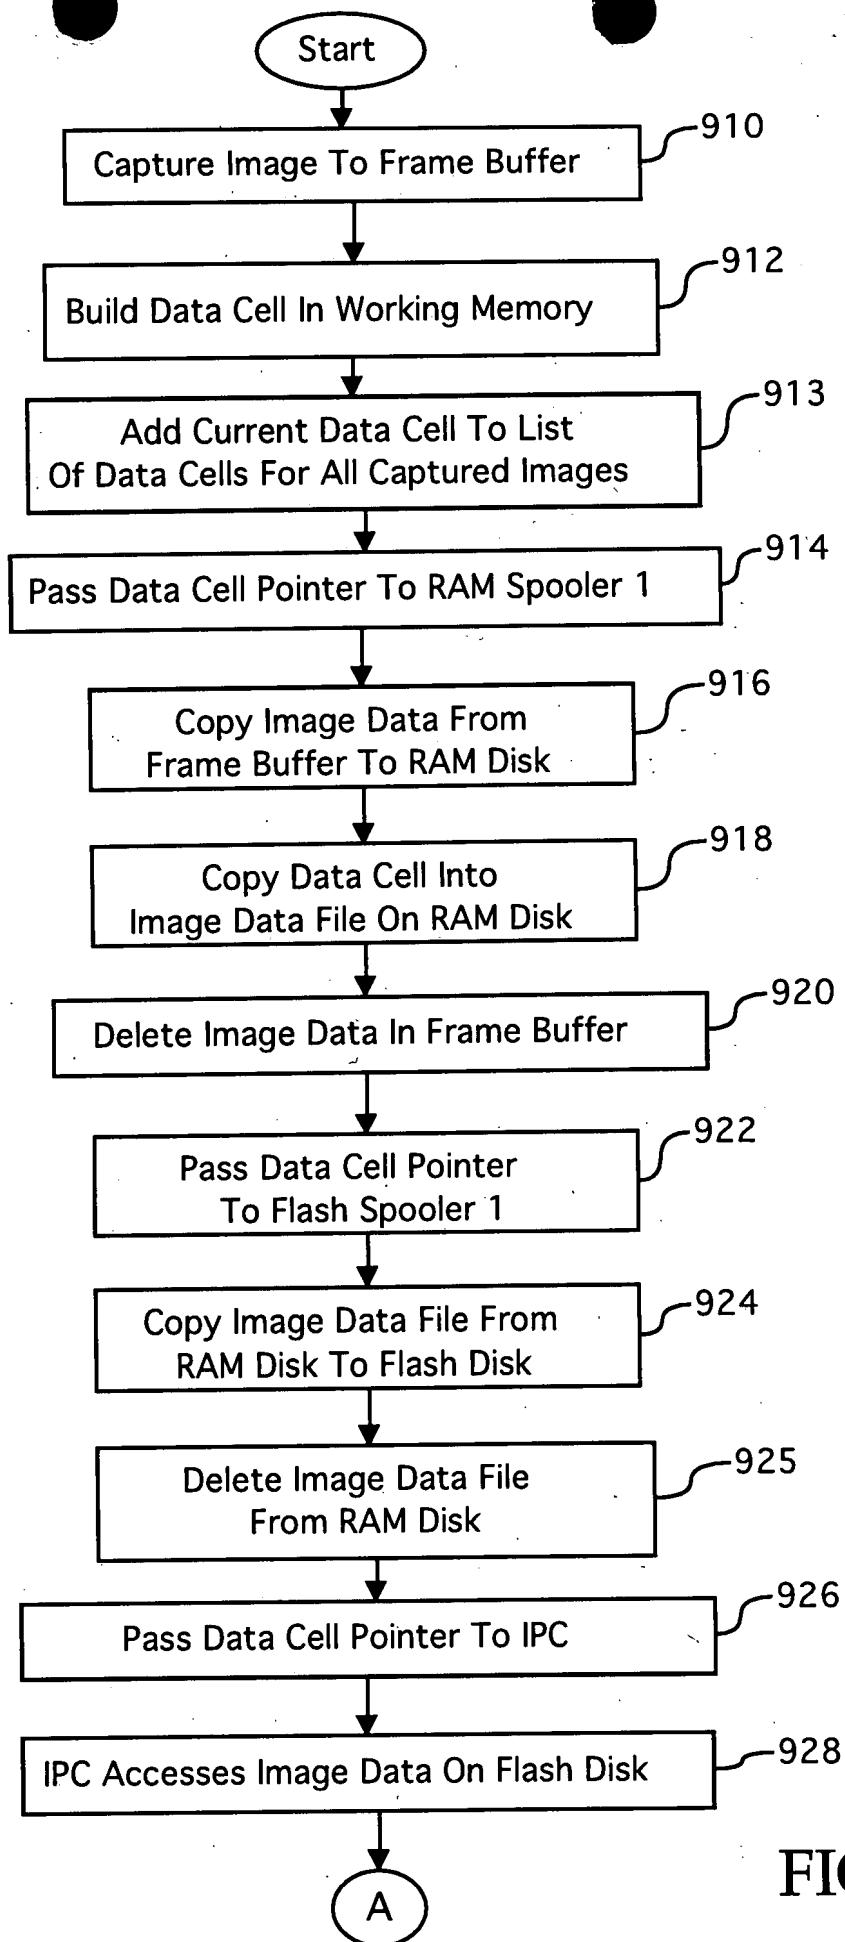 Start
910
Capture Image To Frame Buffer
912
Build Data Cell In Working Memory
913
Add Current Data Cell To List
Of Data Cells For All Captured Images
914
Pass Data Cell Pointer To RAM Spooler 1
916
Copy Image Data From
Frame Buffer To RAM Disk
918
Copy Data Cell Into
Image Data File On RAM Disk
920
Delete Image Data In Frame Buffer
922
Pass Data Cell Pointer
To Flash Spooler 1
924
Copy Image Data File From
RAM Disk To Flash Disk
925
Delete Image Data File
From RAM Disk
926
Pass Data Cell Pointer To IPC
928
IPC Accesses Image Data On Flash Disk
A